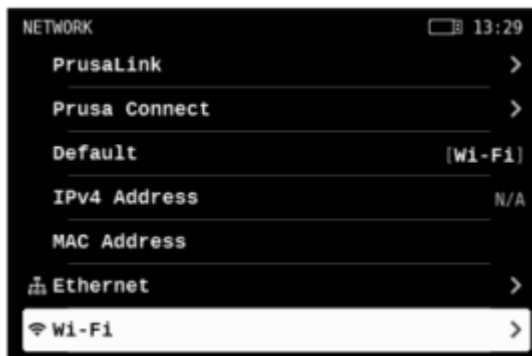 NETWORK 13:29
PrusaLink >
Prusa Connect >
Default [Wi-Fi]
IPv4 Address N/A
MAC Address
Ethernet >
Wi-Fi >